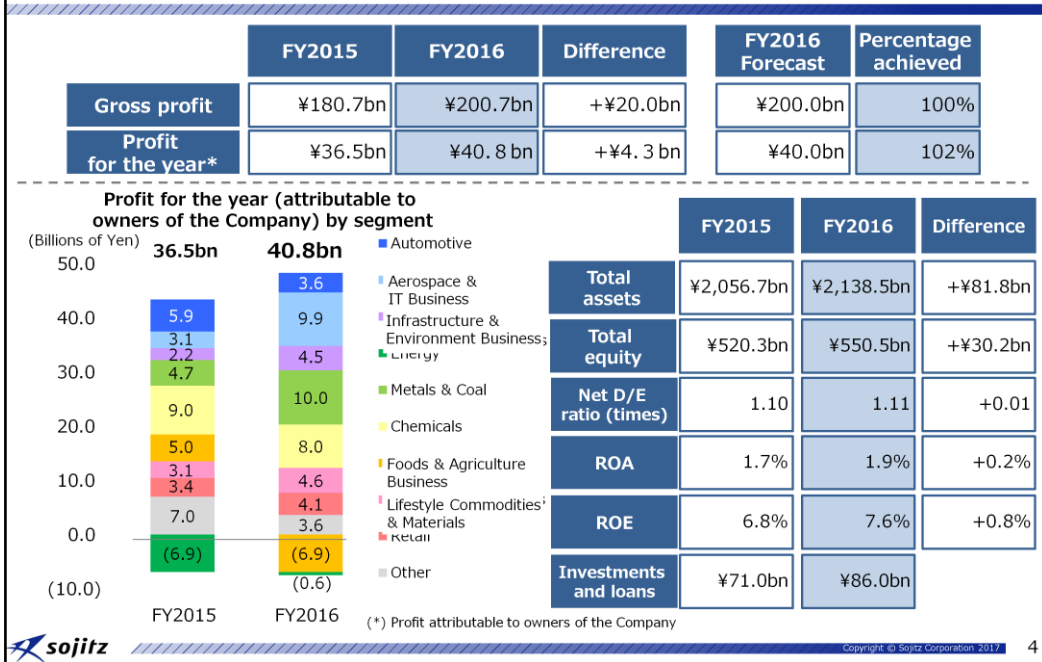 FY2015 FY2016 Difference FY2016 Forecast Percentage achieved
Gross profit ¥180.7bn ¥200.7bn +¥20.0bn ¥200.0bn 100%
Profit for the year* ¥36.5bn ¥40.8bn +¥4.3bn ¥40.0bn 102%
Profit for the year (attributable to
owners of the Company) by segment
(Billions of Yen)
36.5bn 40.8bn
50.0
40.0
30.0
20.0
10.0
0.0
(10.0)
5.9
3.1
2.2
4.7
9.0
5.0
3.1
3.4
7.0
(6.9)
3.6
9.9
4.5
10.0
8.0
4.6
4.1
3.6
(6.9)
(0.6)
FY2015 FY2016
Automotive
Aerospace &
IT Business
Infrastructure &
Environment Business
Energy
Metals & Coal
Chemicals
Foods & Agriculture
Business
Lifestyle Commodities
& Materials
Retail
Other
(*) Profit attributable to owners of the Company
FY2015 FY2016 Difference
Total assets ¥2,056.7bn ¥2,138.5bn +¥81.8bn
Total equity ¥520.3bn ¥550.5bn +¥30.2bn
Net D/E ratio (times) 1.10 1.11 +0.01
ROA 1.7% 1.9% +0.2%
ROE 6.8% 7.6% +0.8%
Investments and loans ¥71.0bn ¥86.0bn
sojitz
Copyright © Sojitz Corporation 2017 4